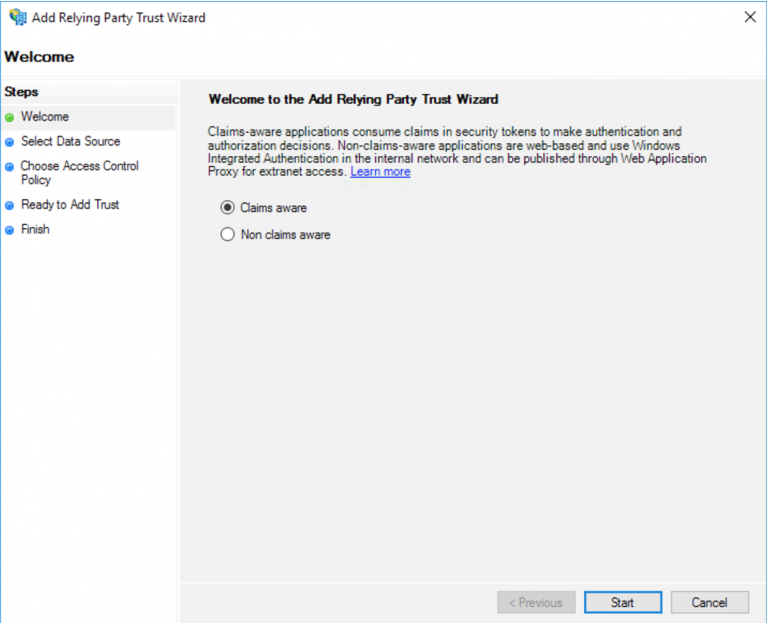 Add Relying Party Trust Wizard
Welcome
Steps
Welcome
Select Data Source
Choose Access Control
Policy
Ready to Add Trust
Finish
Welcome to the Add Relying Party Trust Wizard
Claims-aware applications consume claims in security tokens to make authentication and
authorization decisions. Non-claims-aware applications are web-based and use Windows
Integrated Authentication in the internal network and can be published through Web Application
Proxy for extranet access. Learn more
Claims aware
Non claims aware
< Previous
Start
Cancel